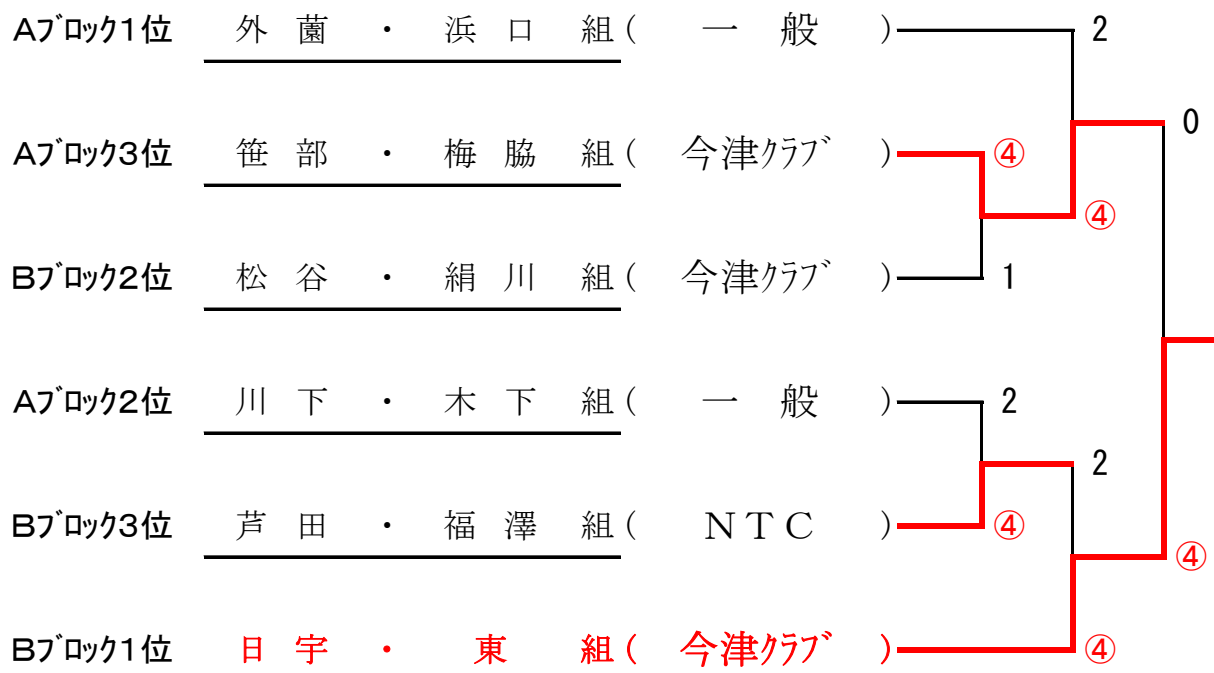 Aﾌﾞﾛｯｸ1位 外薗・浜口組(一般) 2
0
Aﾌﾞﾛｯｸ3位 笹部・梅脇組(今津ｸﾗﾌﾞ) ④
④
Bﾌﾞﾛｯｸ2位 松谷・絹川組(今津ｸﾗﾌﾞ) 1
Aﾌﾞﾛｯｸ2位 川下・木下組(一般) 2
2
Bﾌﾞﾛｯｸ3位 芦田・福澤組(NTC) ④
④
Bﾌﾞﾛｯｸ1位 日宇・東組(今津ｸﾗﾌﾞ) ④